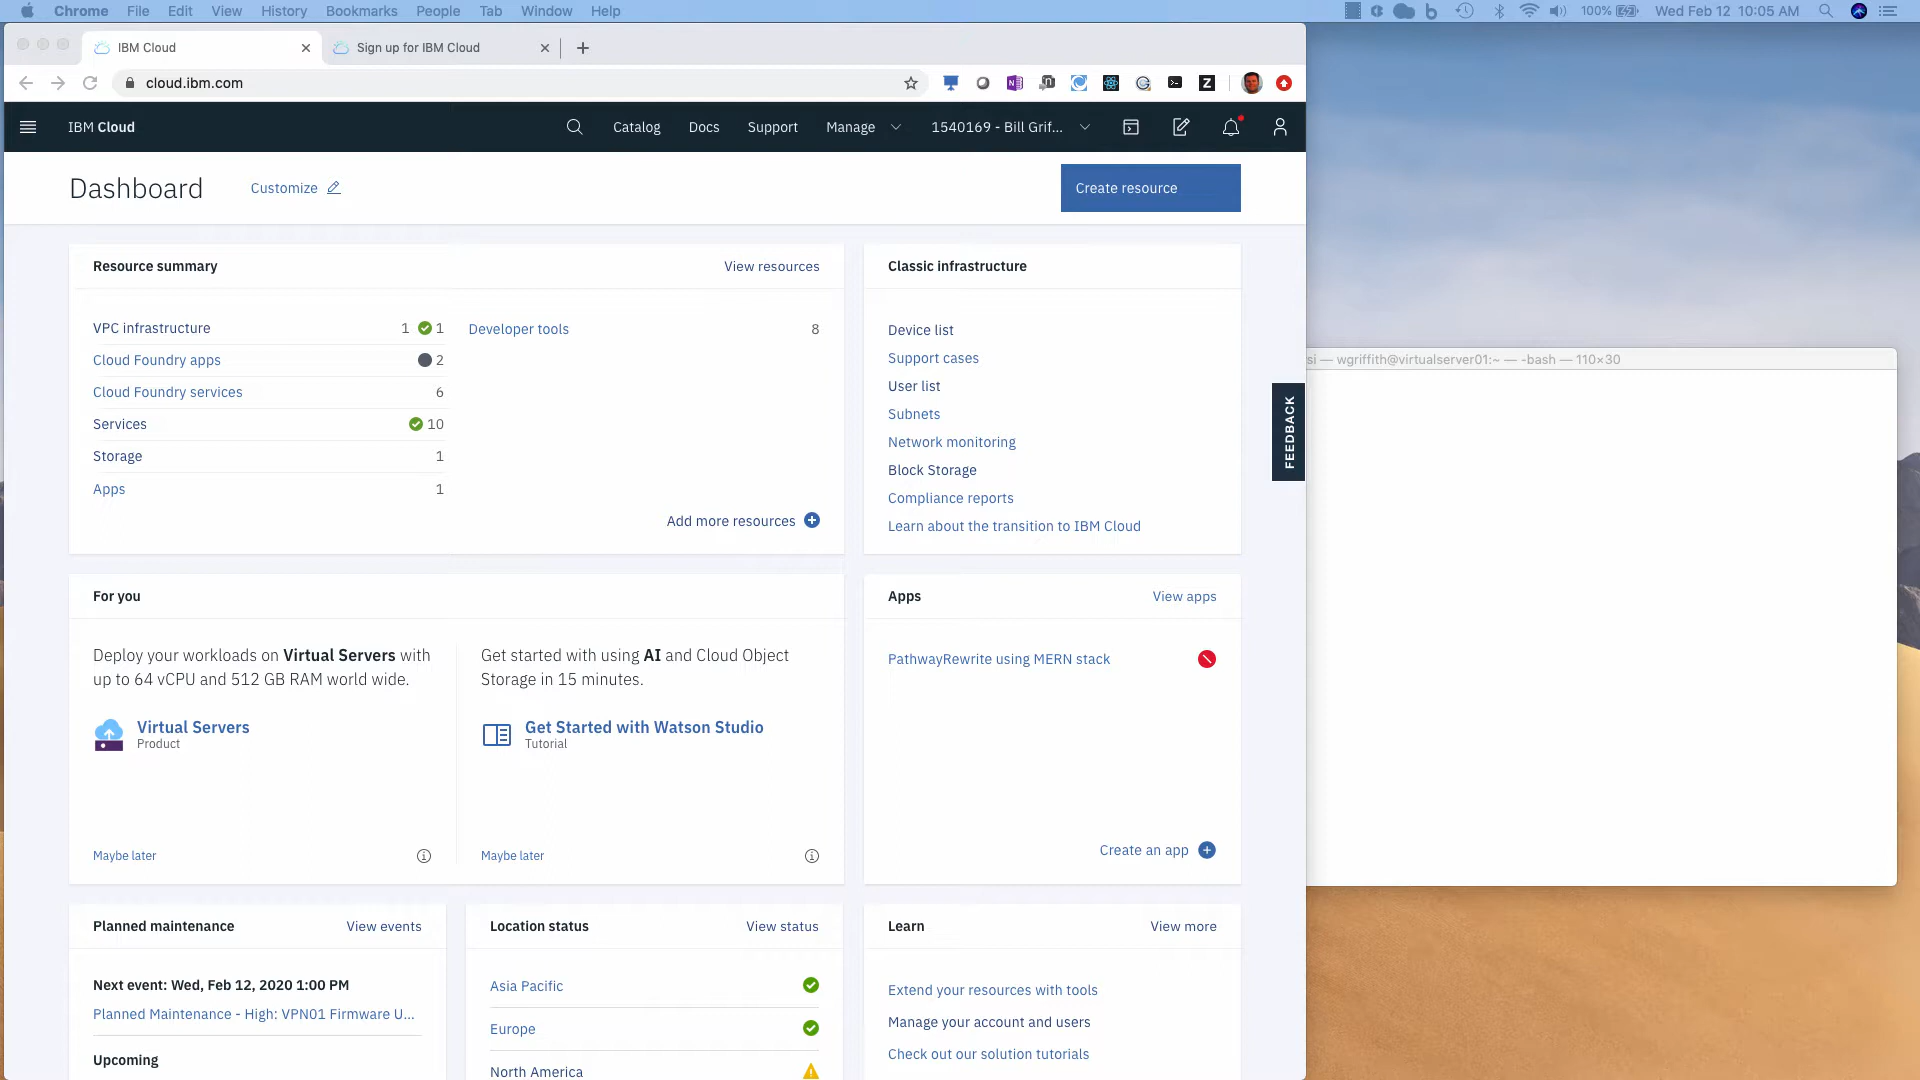 Chrome File Edit View History Bookmarks People Tab Window Help
100% Wed Feb 12 10:05 AM
IBM Cloud
Sign up for IBM Cloud
cloud.ibm.com
IBM Cloud
Catalog Docs Support Manage 1540169 - Bill Grif...
Dashboard
Customize
Create resource
Resource summary
View resources
VPC infrastructure 1 1
Cloud Foundry apps 2
Cloud Foundry services 6
Services 10
Storage 1
Apps 1
Developer tools 8
Add more resources
Classic infrastructure
Device list
Support cases
User list
Subnets
Network monitoring
Block Storage
Compliance reports
Learn about the transition to IBM Cloud
FEEDBACK
si — wgriffith@virtualserver01:~ — -bash — 110×30
For you
Deploy your workloads on Virtual Servers with
up to 64 vCPU and 512 GB RAM world wide.
Virtual Servers
Product
Maybe later
Get started with using AI and Cloud Object
Storage in 15 minutes.
Get Started with Watson Studio
Tutorial
Maybe later
Apps
View apps
PathwayRewrite using MERN stack
Create an app
Planned maintenance
View events
Next event: Wed, Feb 12, 2020 1:00 PM
Planned Maintenance - High: VPN01 Firmware U...
Upcoming
Location status
View status
Asia Pacific
Europe
North America
Learn
View more
Extend your resources with tools
Manage your account and users
Check out our solution tutorials